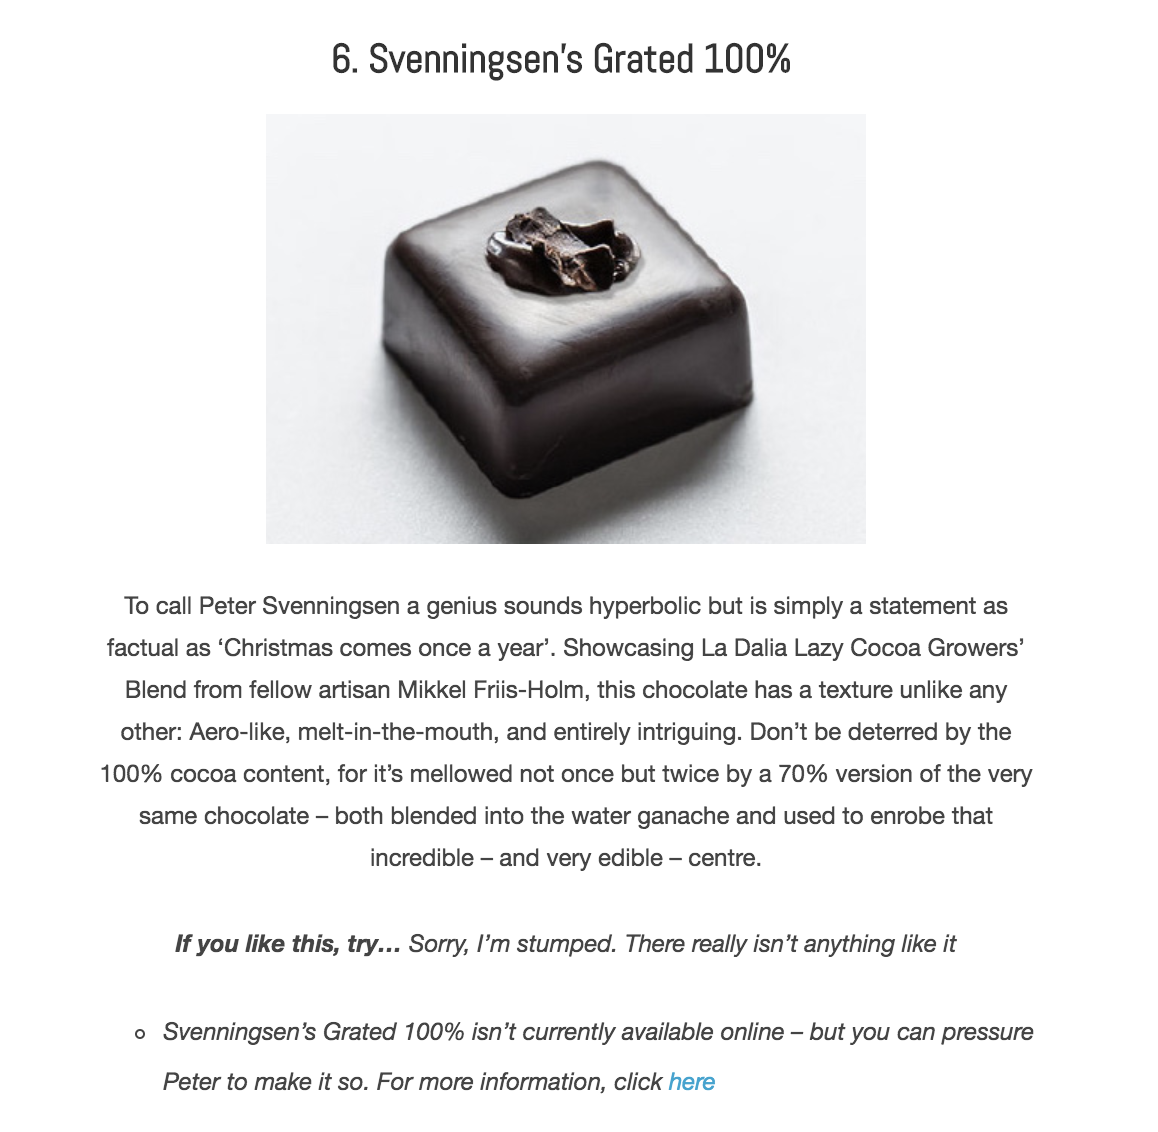 6. Svenningsen's Grated 100%
To call Peter Svenningsen a genius sounds hyperbolic but is simply a statement as
factual as ‘Christmas comes once a year’. Showcasing La Dalia Lazy Cocoa Growers’
Blend from fellow artisan Mikkel Friis-Holm, this chocolate has a texture unlike any
other: Aero-like, melt-in-the-mouth, and entirely intriguing. Don’t be deterred by the
100% cocoa content, for it’s mellowed not once but twice by a 70% version of the very
same chocolate – both blended into the water ganache and used to enrobe that
incredible – and very edible – centre.
If you like this, try… Sorry, I’m stumped. There really isn’t anything like it
Svenningsen’s Grated 100% isn’t currently available online – but you can pressure
Peter to make it so. For more information, click here